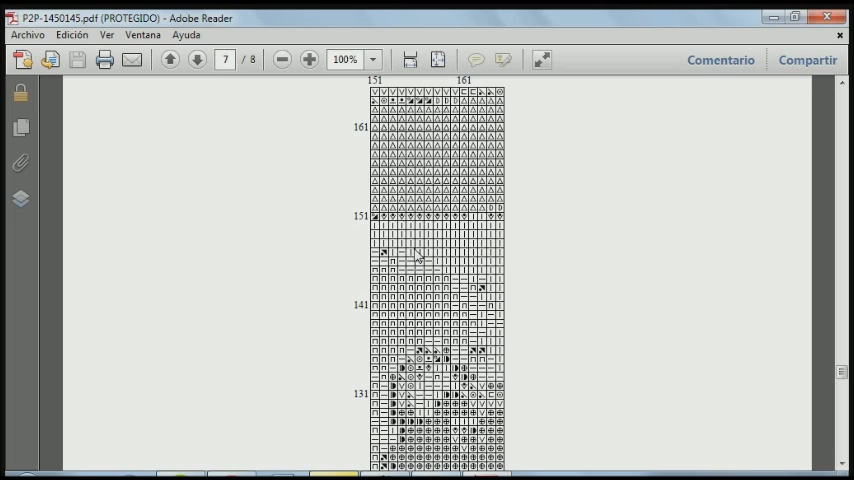 P2P-1450145.pdf (PROTEGIDO) - Adobe Reader
Archivo Edición Ver Ventana Ayuda
7 / 8 100% Comentario Compartir
151 161
161
151
141
131